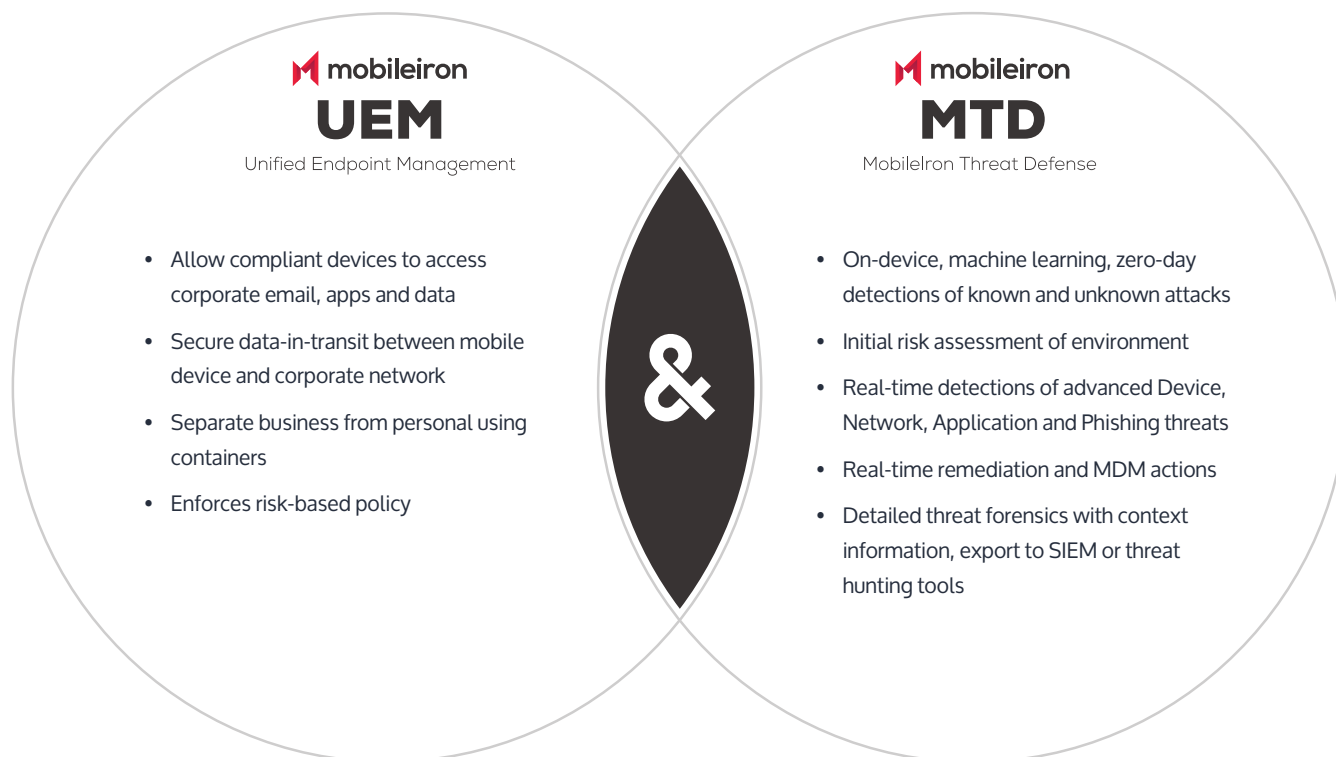 mobileiron
UEM
Unified Endpoint Management
• Allow compliant devices to access
corporate email, apps and data
• Secure data-in-transit between mobile
device and corporate network
• Separate business from personal using
containers
• Enforces risk-based policy
&
mobileiron
MTD
MobileIron Threat Defense
• On-device, machine learning, zero-day
detections of known and unknown attacks
• Initial risk assessment of environment
• Real-time detections of advanced Device,
Network, Application and Phishing threats
• Real-time remediation and MDM actions
• Detailed threat forensics with context
information, export to SIEM or threat
hunting tools